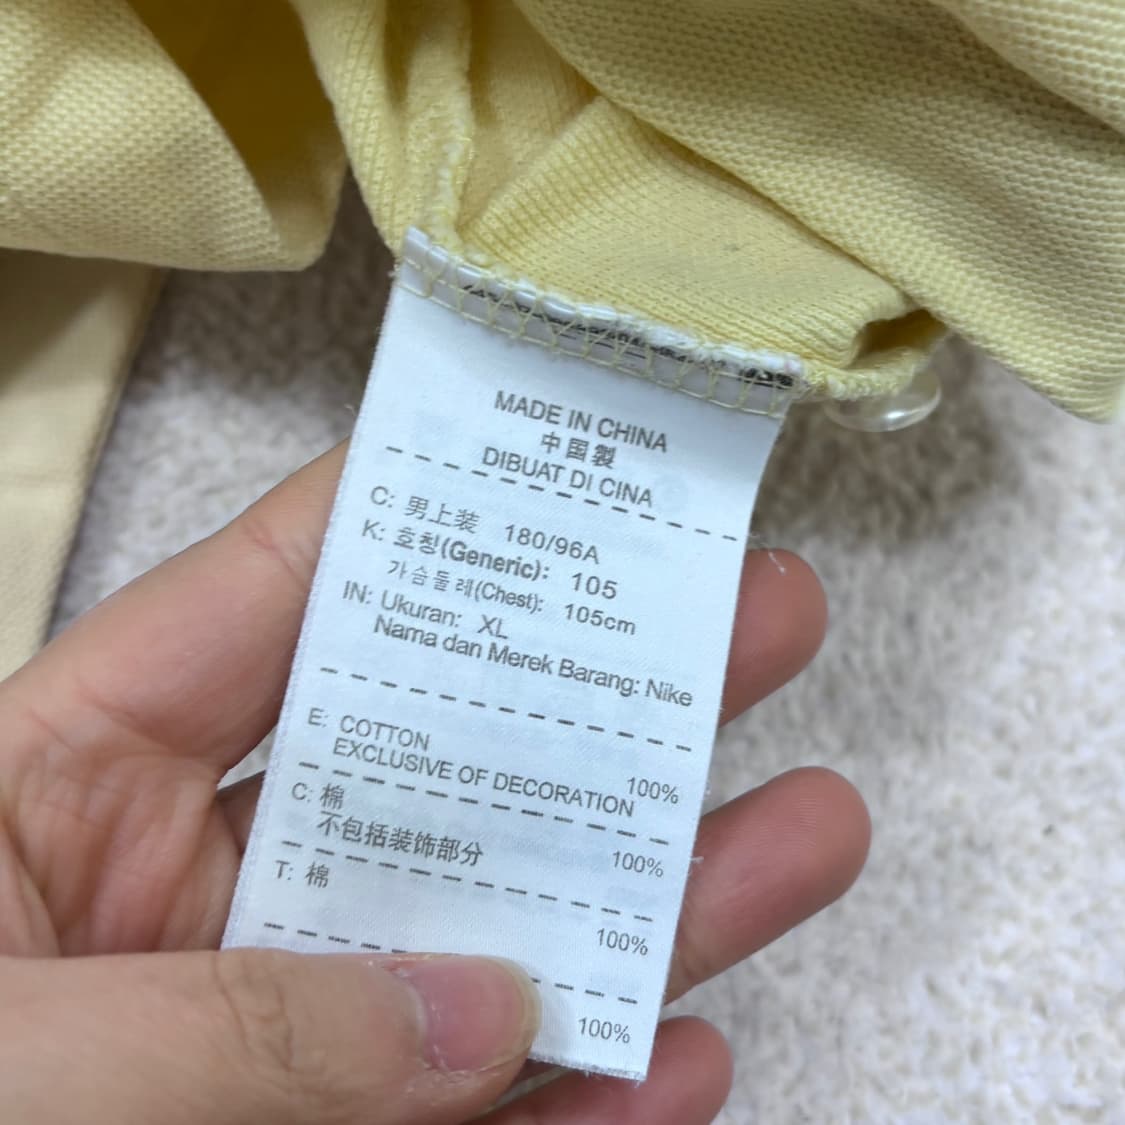 MADE IN CHINA
中国製
DIBUAT DI CINA
C: 男上装 180/96A
K: 호칭(Generic): 105
가슴둘레(Chest): 105cm
IN: Ukuran: XL
Nama dan Merek Barang: Nike
E: COTTON 100%
EXCLUSIVE OF DECORATION
C: 棉 100%
不包括装饰部分
T: 棉 100%
100%